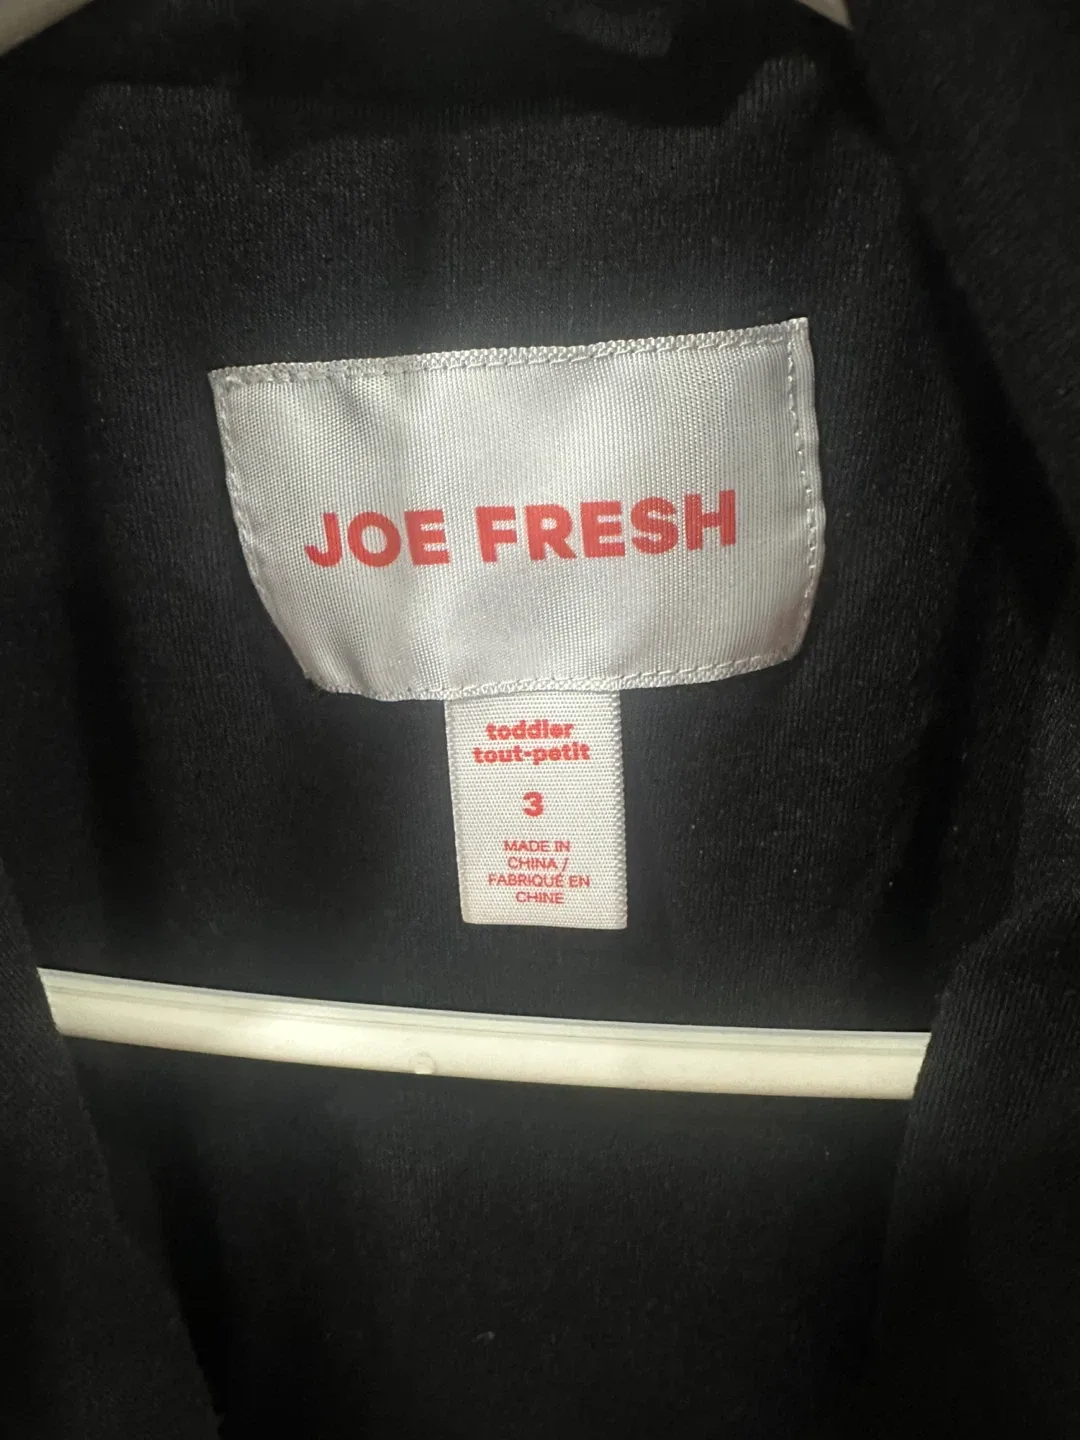 JOE FRESH
toddler
tout-petit
3
MADE IN
CHINA /
FABRIQUÉ EN
CHINE